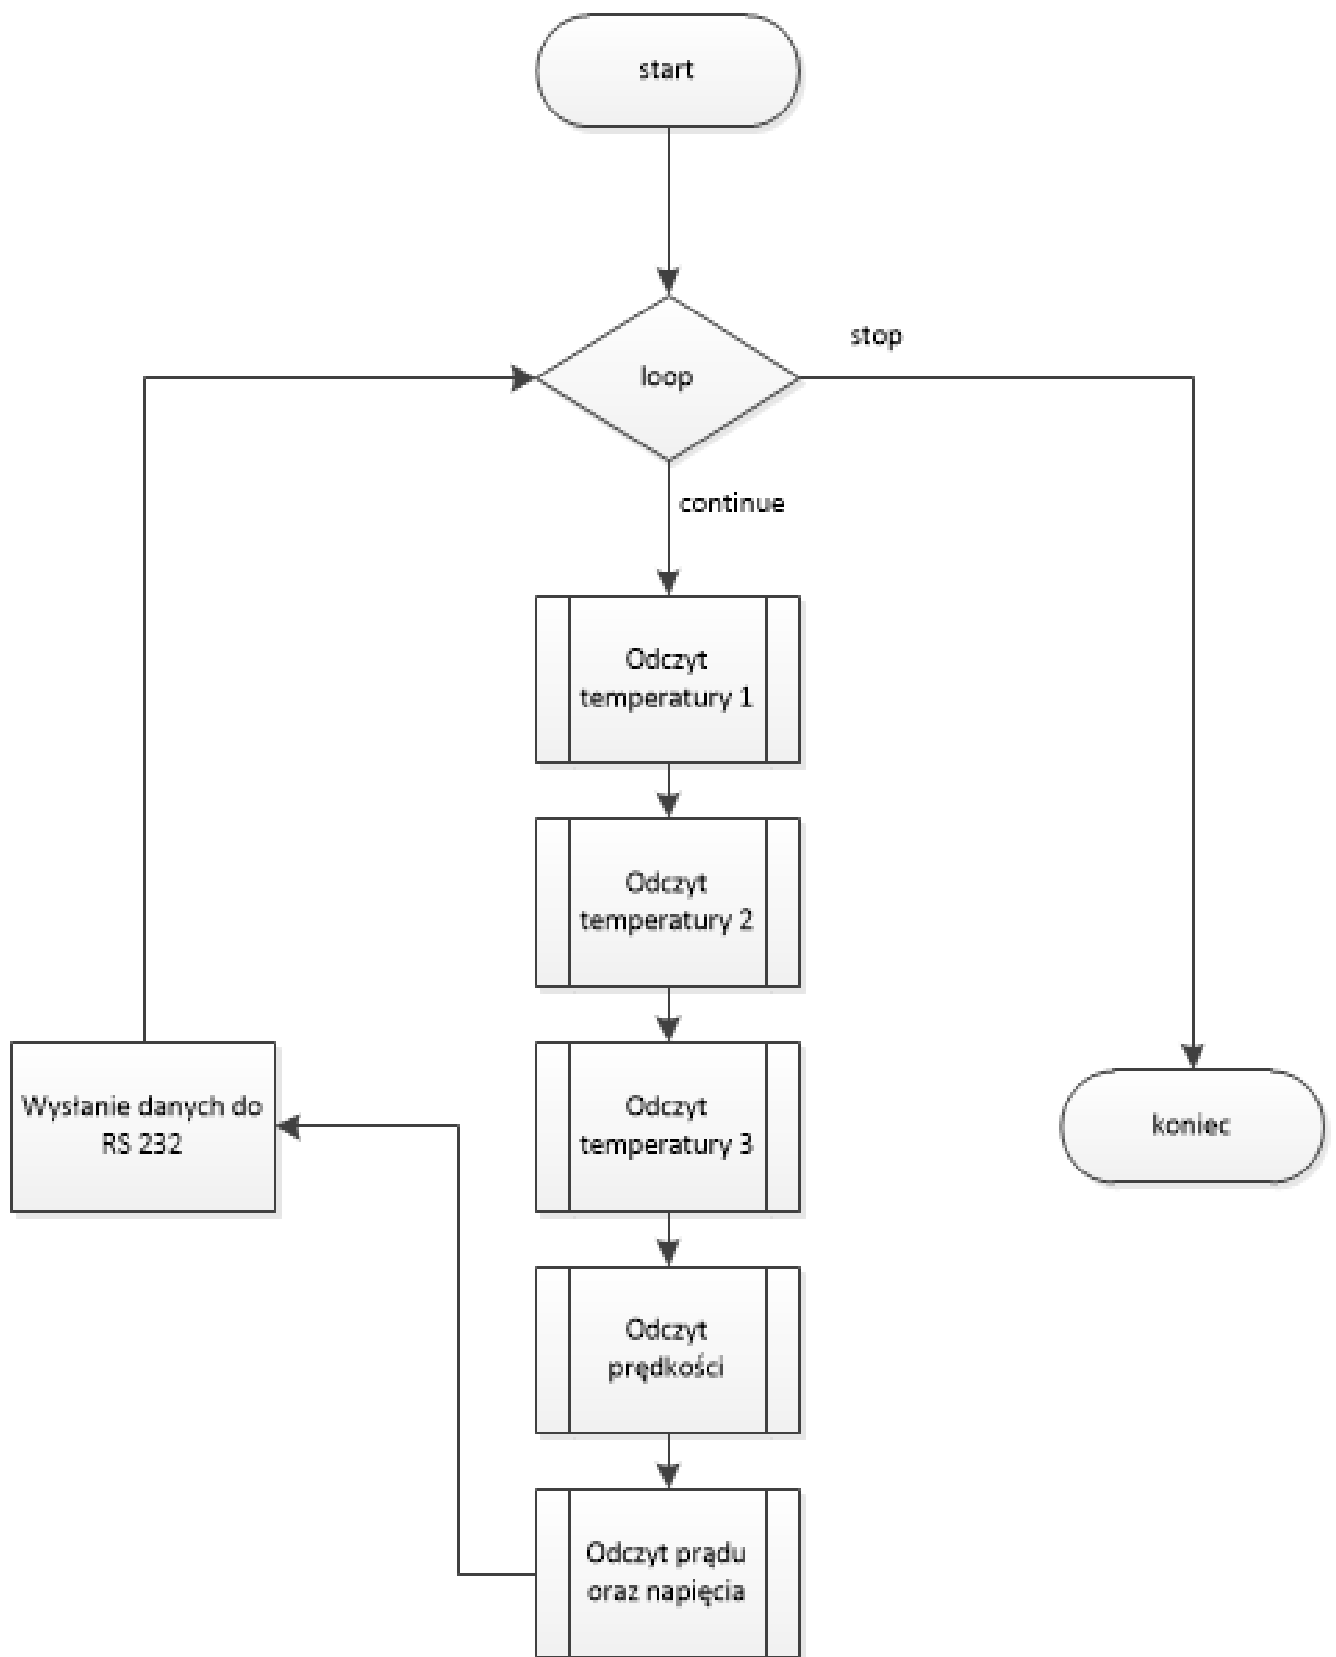 start
loop
stop
continue
Odczyt
temperatury 1
Odczyt
temperatury 2
Odczyt
temperatury 3
Odczyt
prędkości
Odczyt prądu
oraz napięcia
Wysłanie danych do
RS 232
koniec